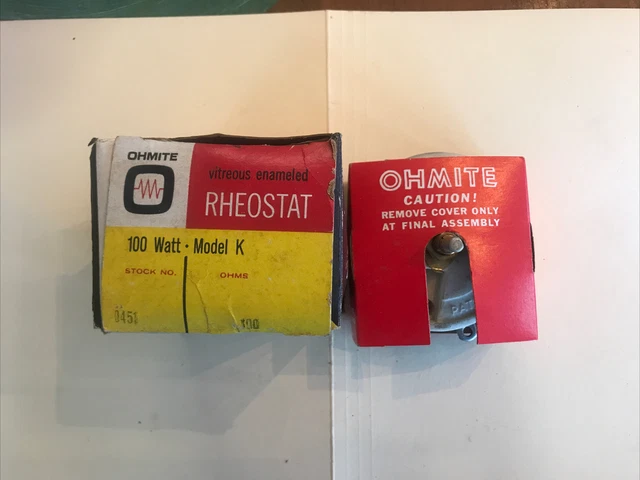 OHMITE
vitreous enameled
RHEOSTAT
100 Watt · Model K
STOCK NO. OHMS
0451 100
OHMITE
CAUTION!
REMOVE COVER ONLY
AT FINAL ASSEMBLY
PAT